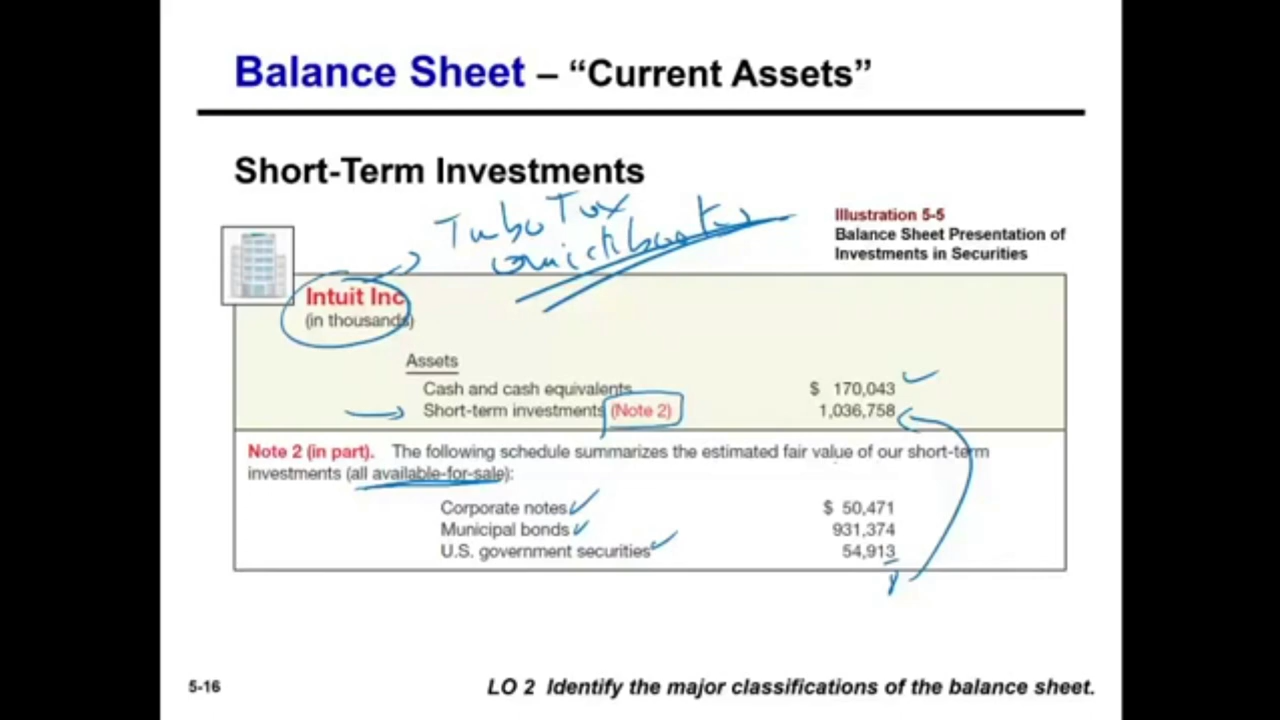 Balance Sheet – “Current Assets”
Short-Term Investments
TuboTax
quickbooks
Illustration 5-5
Balance Sheet Presentation of
Investments in Securities
Intuit Inc
(in thousands)
Assets
Cash and cash equivalents $ 170,043
Short-term investments (Note 2) 1,036,758
Note 2 (in part). The following schedule summarizes the estimated fair value of our short-term
investments (all available-for-sale):
Corporate notes $ 50,471
Municipal bonds 931,374
U.S. government securities 54,913
5-16
LO 2 Identify the major classifications of the balance sheet.